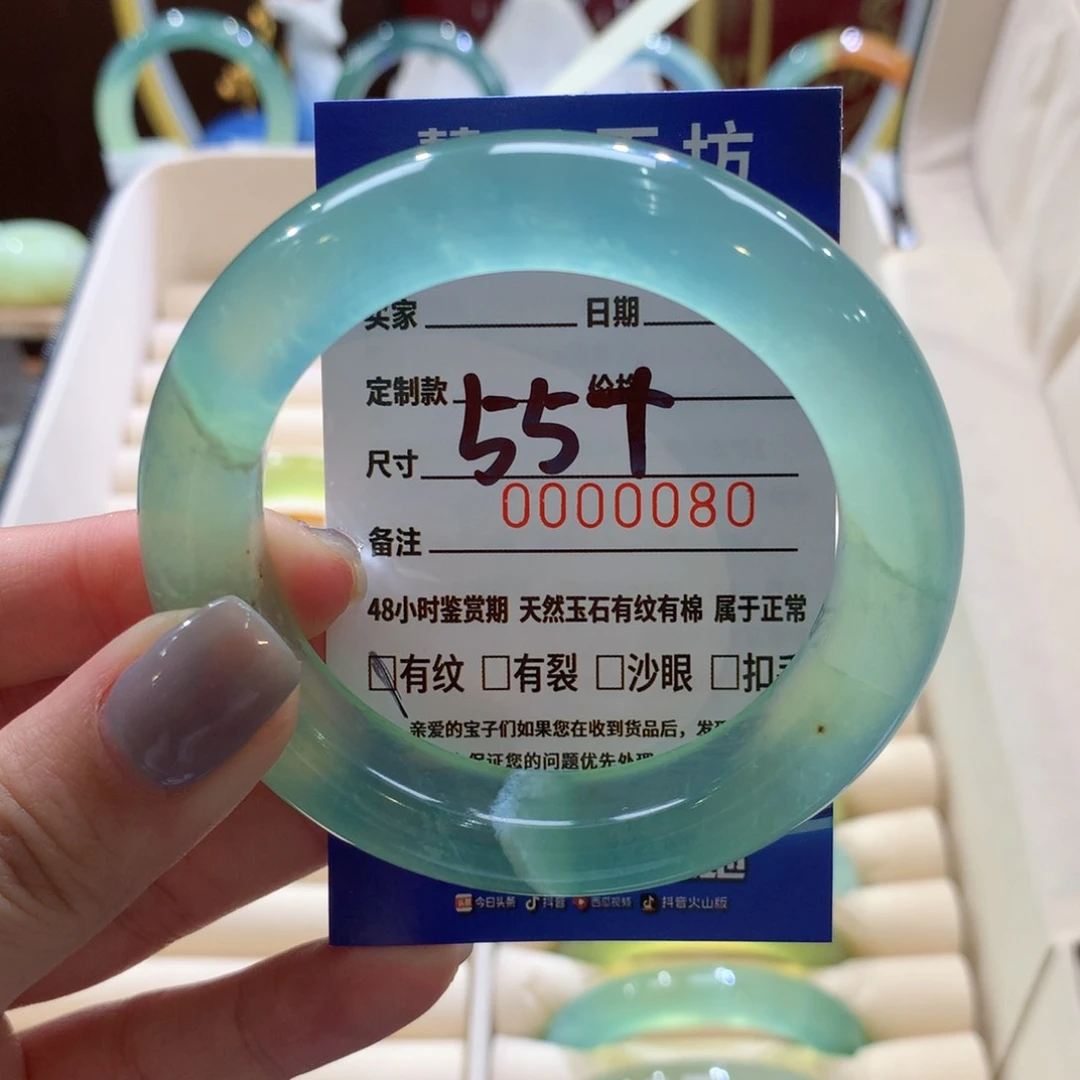 坊
买家 日期
定制款 价格
55+
尺寸
0000080
备注
48小时鉴赏期 天然玉石有纹有棉 属于正常
□有纹 □有裂 □沙眼 □扣手
亲爱的宝子们如果您在收到货品后，发
保证您的问题优先处理
今日头条 抖音 西瓜视频 抖音火山版